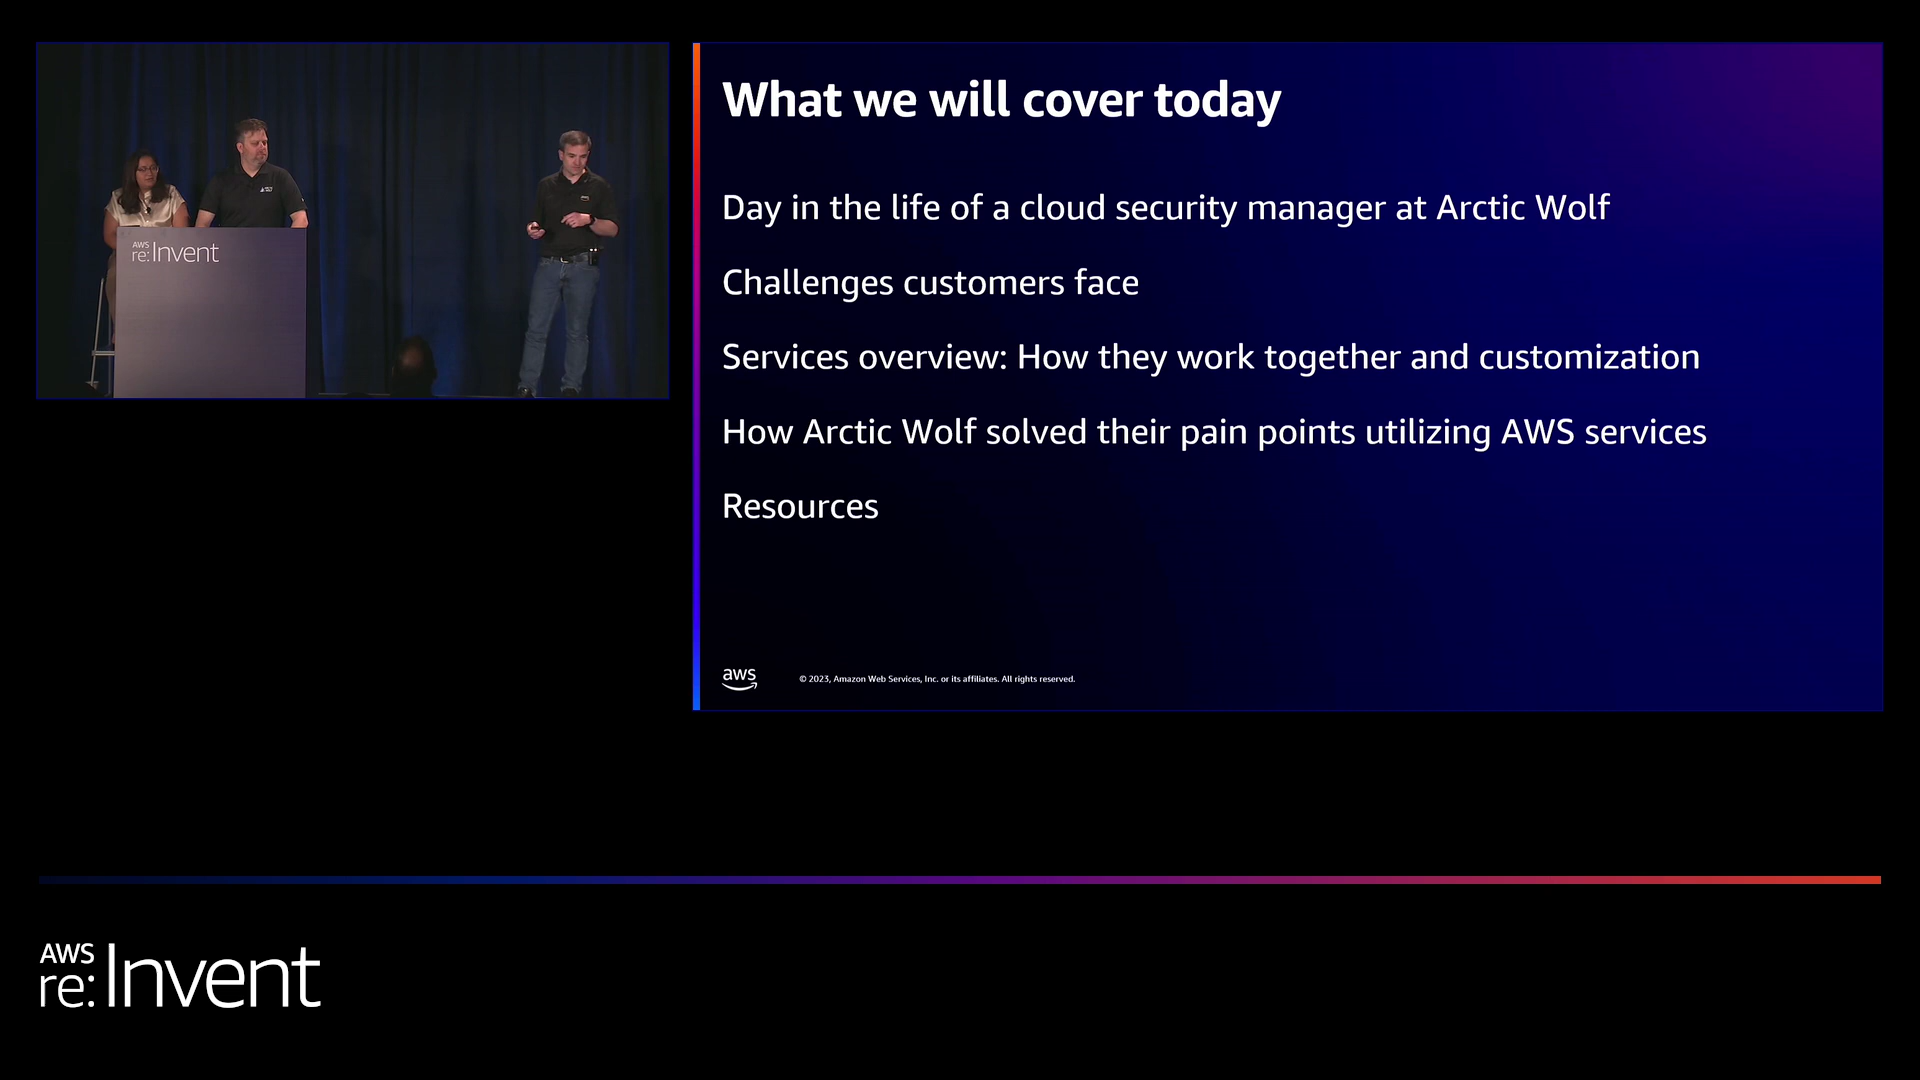 AWS
re:Invent
What we will cover today
Day in the life of a cloud security manager at Arctic Wolf
Challenges customers face
Services overview: How they work together and customization
How Arctic Wolf solved their pain points utilizing AWS services
Resources
aws
© 2023, Amazon Web Services, Inc. or its affiliates. All rights reserved.
AWS
re:Invent